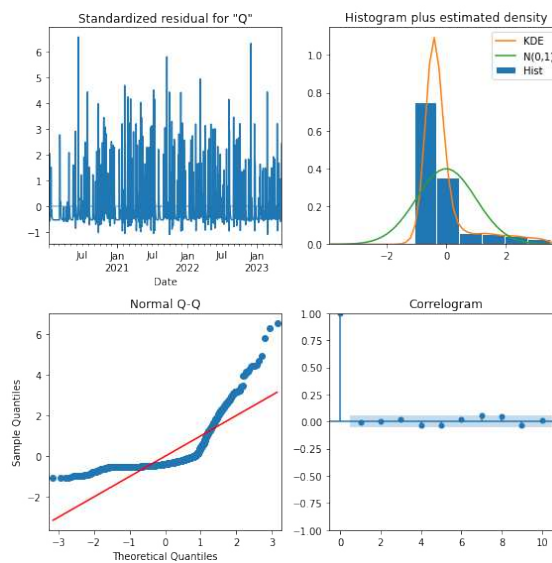 Standardized residual for "Q"
6
5
4
3
2
1
0
−1
Jul
Jan
2021
Jul
Jan
2022
Jul
Jan
2023
Date
Histogram plus estimated density
KDE
N(0,1)
Hist
1.0
0.8
0.6
0.4
0.2
0.0
−2
0
2
Normal Q-Q
Sample Quantiles
6
4
2
0
−2
−3
−2
−1
0
1
2
3
Theoretical Quantiles
Correlogram
1.00
0.75
0.50
0.25
0.00
−0.25
−0.50
−0.75
−1.00
0
2
4
6
8
10